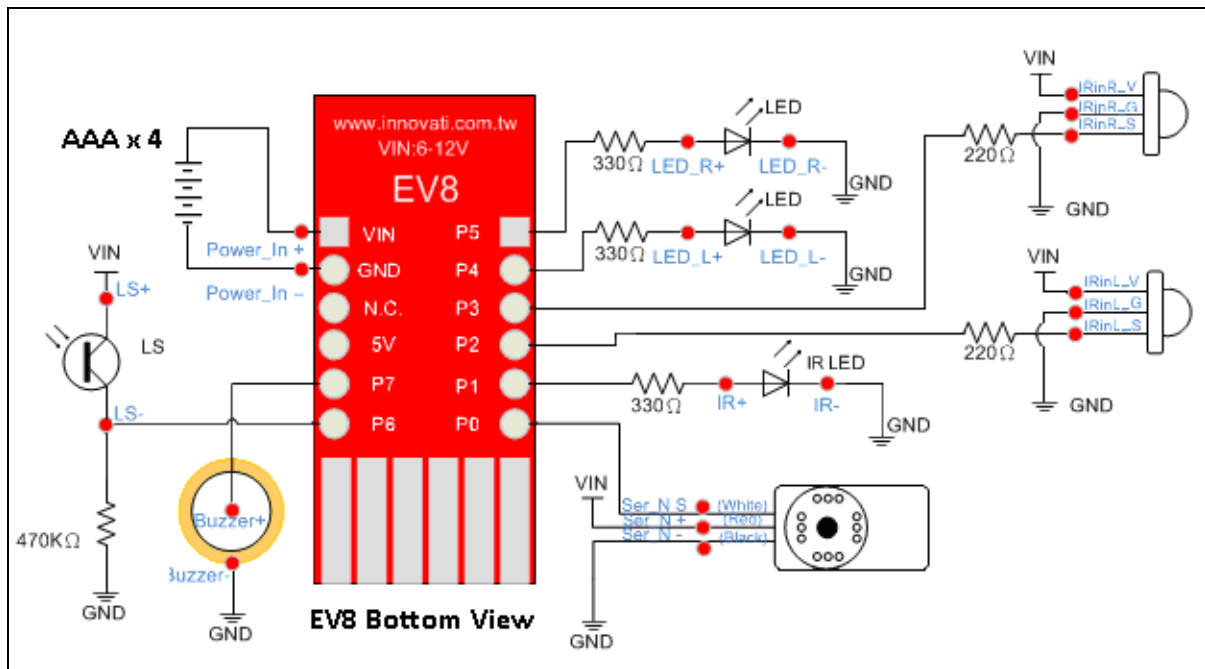 AAA x 4
www.innovati.com.tw
VIN:6-12V
EV8
VIN
GND
N.C.
5V
P7
P6
P5
P4
P3
P2
P1
P0
EV8 Bottom View
Power_In +
Power_In –
VIN
LS+
LS
LS-
470KΩ
GND
Buzzer+
Buzzer-
GND
330Ω
LED_R+
LED
LED_R-
GND
330Ω
LED_L+
LED
LED_L-
GND
VIN
IRinR_V
IRinR_G
IRinR_S
220Ω
GND
VIN
IRinL_V
IRinL_G
IRinL_S
220Ω
GND
330Ω
IR+
IR LED
IR-
GND
VIN
Ser_N S
(White)
Ser_N +
(Red)
Ser_N -
(Black)
GND